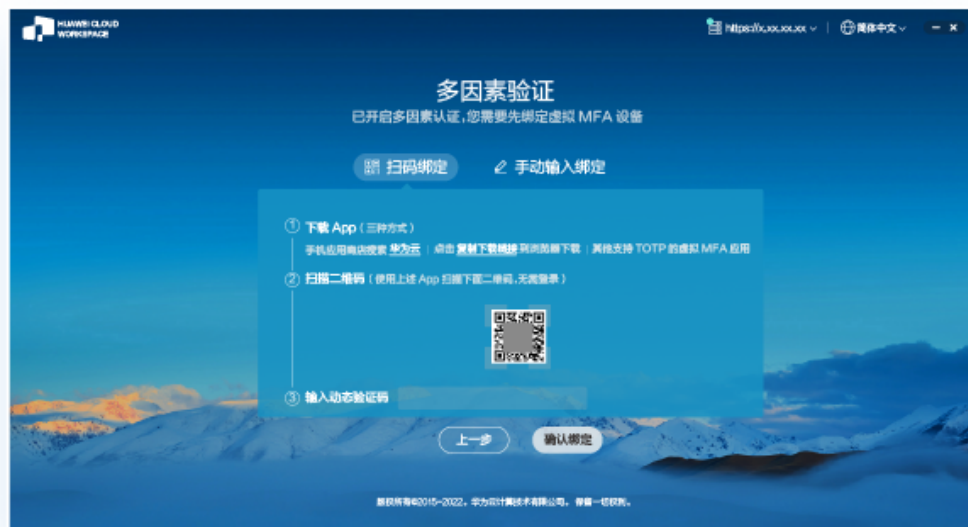 HUAWEI CLOUD
WORKSPACE
https://x.xx.xx.xx
简体中文
多因素验证
已开启多因素认证,您需要先绑定虚拟 MFA 设备
扫码绑定
手动输入绑定
① 下载 App(三种方式)
手机应用商店搜索 华为云 | 点击 复制下载链接 到浏览器下载 | 其他支持 TOTP 的虚拟 MFA 应用
② 扫描二维码(使用上述 App 扫描下面二维码,无需登录)
③ 输入动态验证码
上一步
确认绑定
版权所有©2015-2022。华为云计算技术有限公司。保留一切权利。